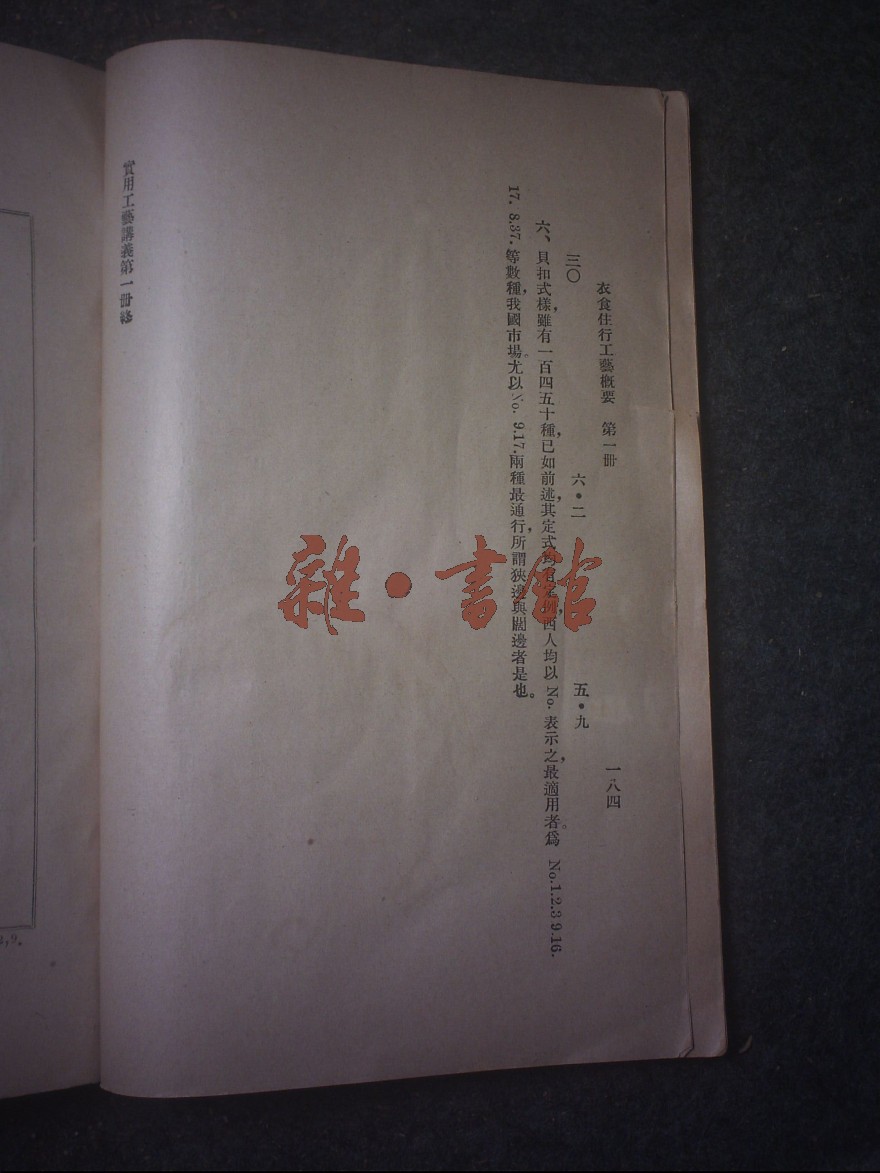 衣食住行工藝概要　第一冊　一八四
三〇　六・二　五・九
六、貝扣式樣，雖有一百四五十種，已如前述，其定式均有，西人均以 No. 表示之，最適用者。爲 No.1.2.3 9.16.
17. 8.37. 等數種，我國市場。尤以 No. 9.17. 兩種最通行，所謂狹邊與闊邊者是也。
實用工藝講義第一冊終
,9。
雜・書館